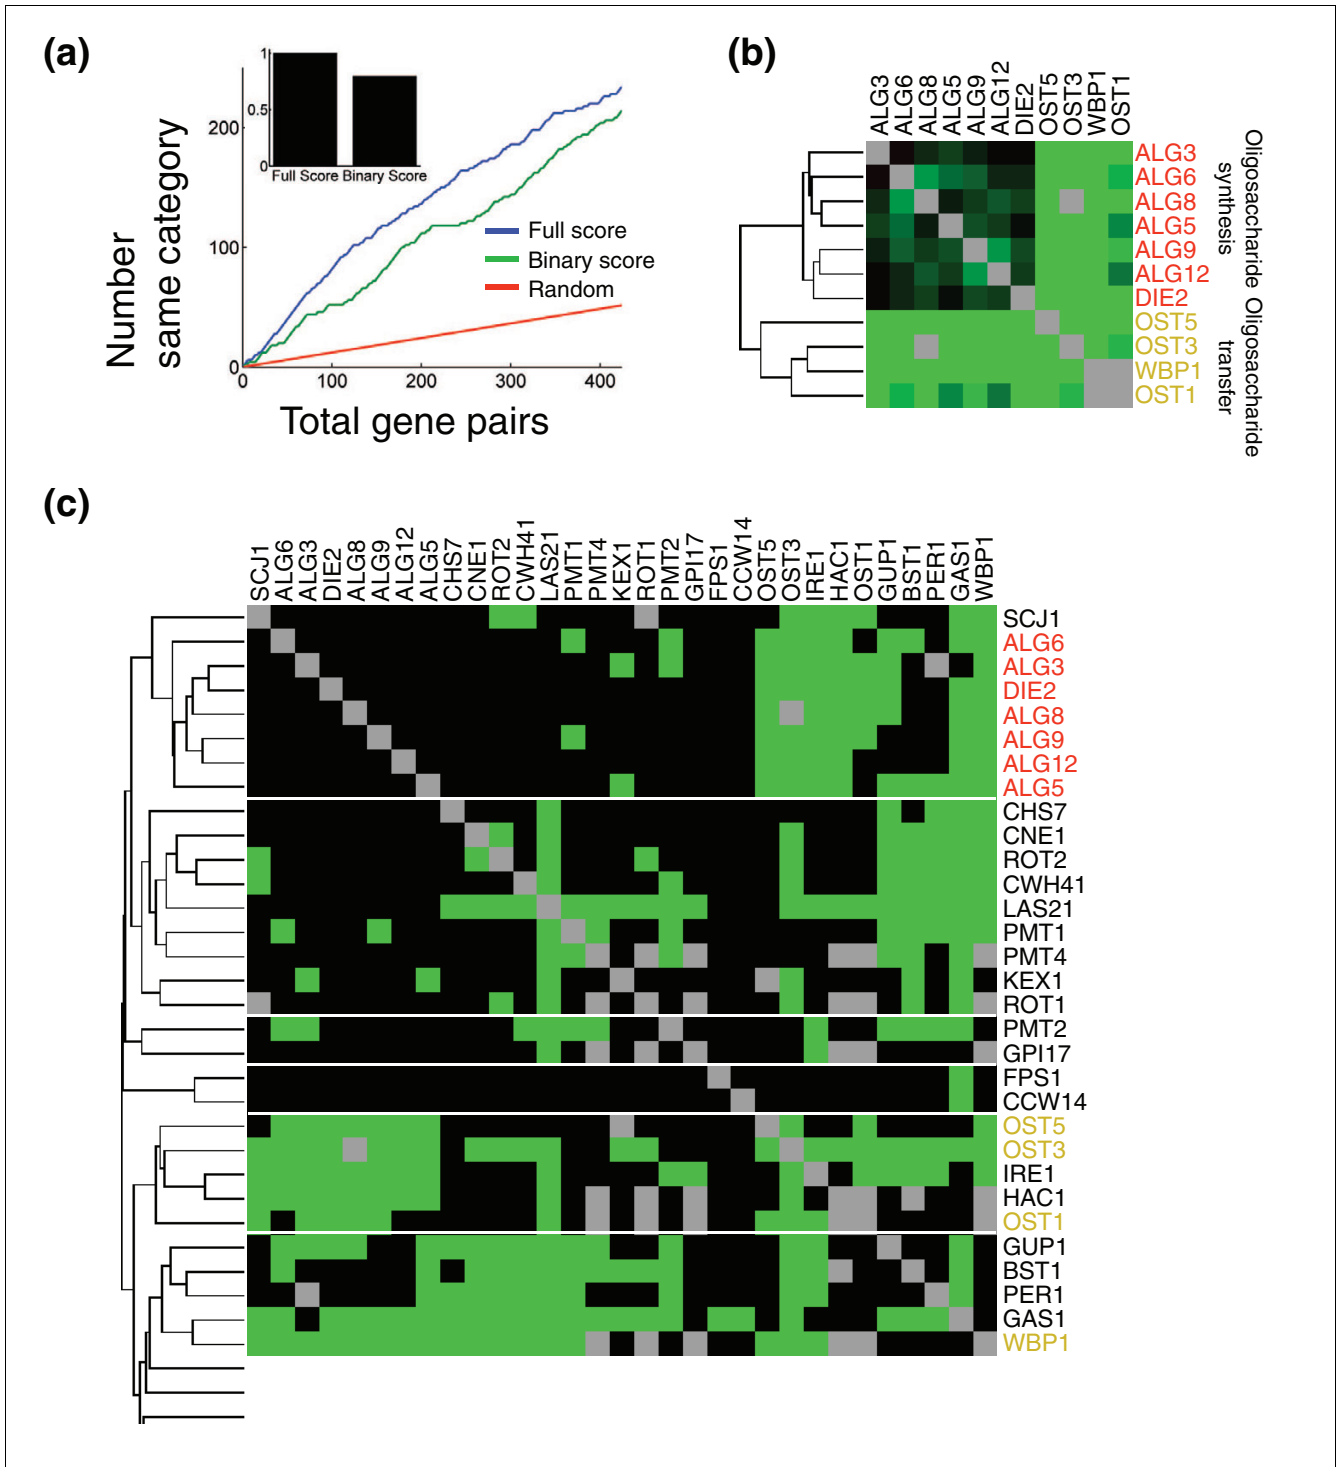 (a)
1
0.5
0
Full Score Binary Score
200
100
0
Number
same category
Full score
Binary score
Random
0 100 200 300 400
Total gene pairs
(b)
ALG3 ALG6 ALG8 ALG5 ALG9 ALG12 DIE2 OST5 OST3 WBP1 OST1
ALG3
ALG6
ALG8
ALG5
ALG9
ALG12
DIE2
OST5
OST3
WBP1
OST1
Oligosaccharide
synthesis
Oligosaccharide
transfer
(c)
SCJ1 ALG6 ALG3 DIE2 ALG8 ALG9 ALG12 ALG5 CHS7 CNE1 ROT2 CWH41 LAS21 PMT1 PMT4 KEX1 ROT1 PMT2 GPI17 FPS1 CCW14 OST5 OST3 IRE1 HAC1 OST1 GUP1 BST1 PER1 GAS1 WBP1
SCJ1
ALG6
ALG3
DIE2
ALG8
ALG9
ALG12
ALG5
CHS7
CNE1
ROT2
CWH41
LAS21
PMT1
PMT4
KEX1
ROT1
PMT2
GPI17
FPS1
CCW14
OST5
OST3
IRE1
HAC1
OST1
GUP1
BST1
PER1
GAS1
WBP1